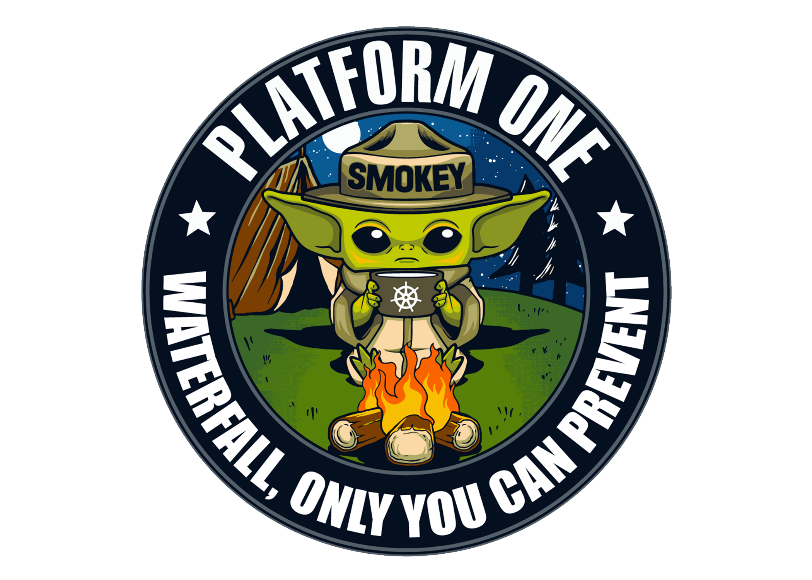 PLATFORM ONE
SMOKEY
WATERFALL, ONLY YOU CAN PREVENT